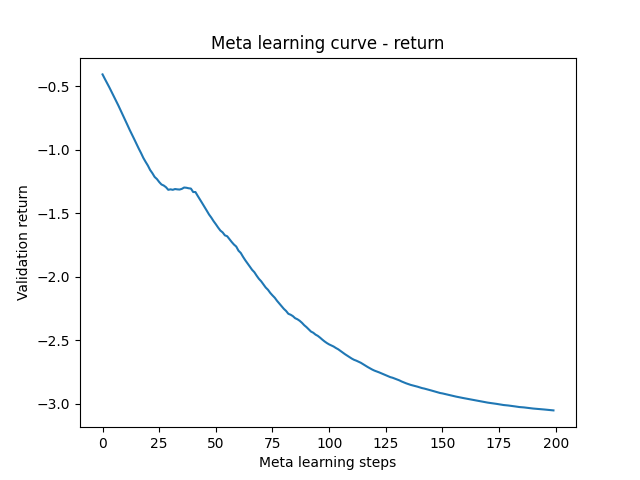 Meta learning curve - return
Validation return
−0.5
−1.0
−1.5
−2.0
−2.5
−3.0
0 25 50 75 100 125 150 175 200
Meta learning steps